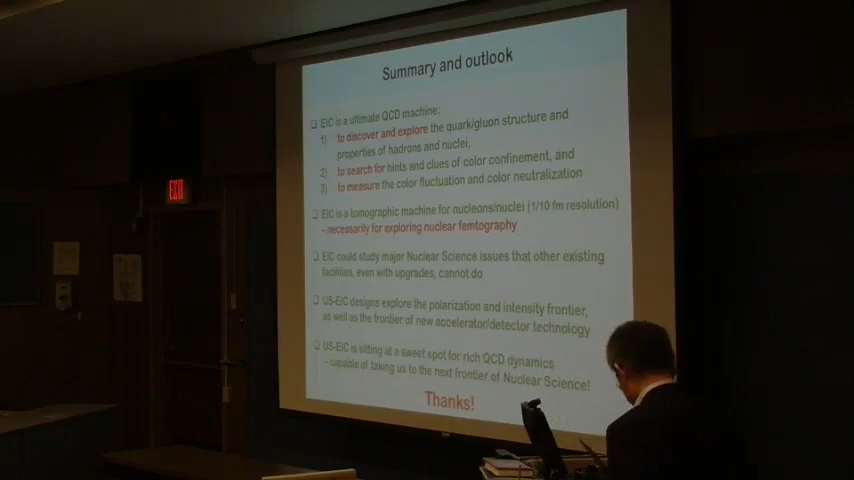 Summary and outlook
❑ EIC is a ultimate QCD machine:
1) to discover and explore the quark/gluon structure and
properties of hadrons and nuclei,
2) to search for hints and clues of color confinement, and
3) to measure the color fluctuation and color neutralization
❑ EIC is a tomographic machine for nucleons/nuclei (1/10 fm resolution)
– necessarily for exploring nuclear femtography
❑ EIC could study major Nuclear Science issues that other existing
facilities, even with upgrades, cannot do
❑ US-EIC designs explore the polarization and intensity frontier,
as well as the frontier of new accelerator/detector technology
❑ US-EIC is sitting at a sweet spot for rich QCD dynamics
– capable of taking us to the next frontier of Nuclear Science!
Thanks!
EXIT